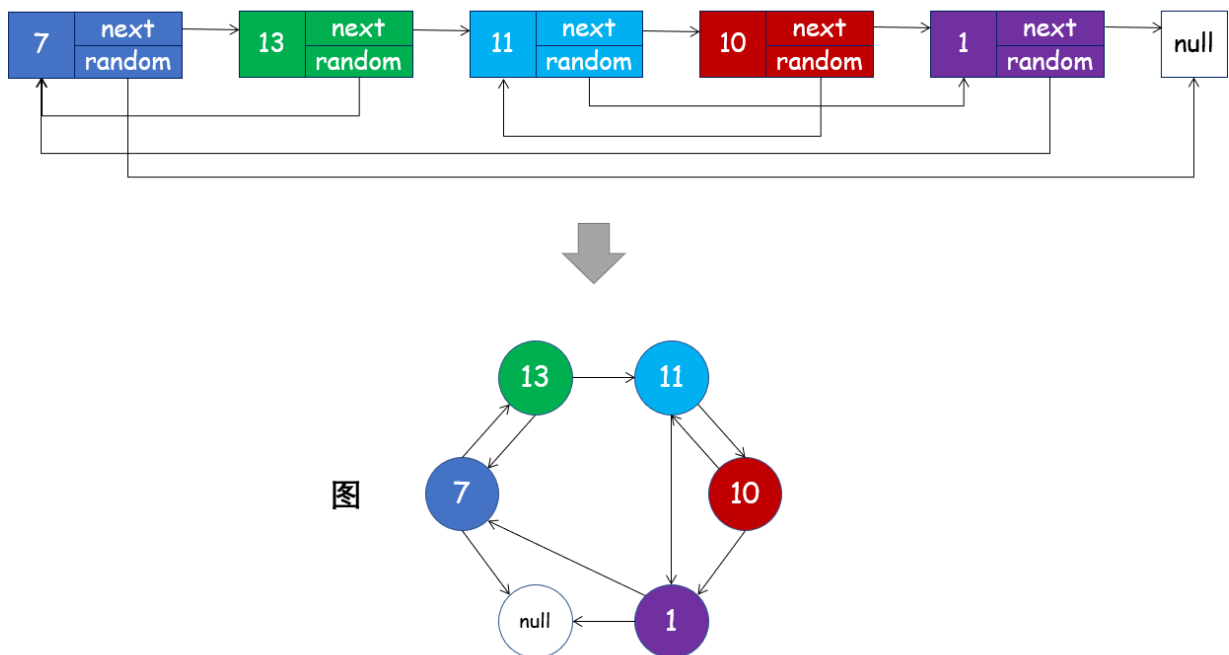 7 next 13 next 11 next 10 next 1 next null
random random random random random
13 11
图 7 10
null 1